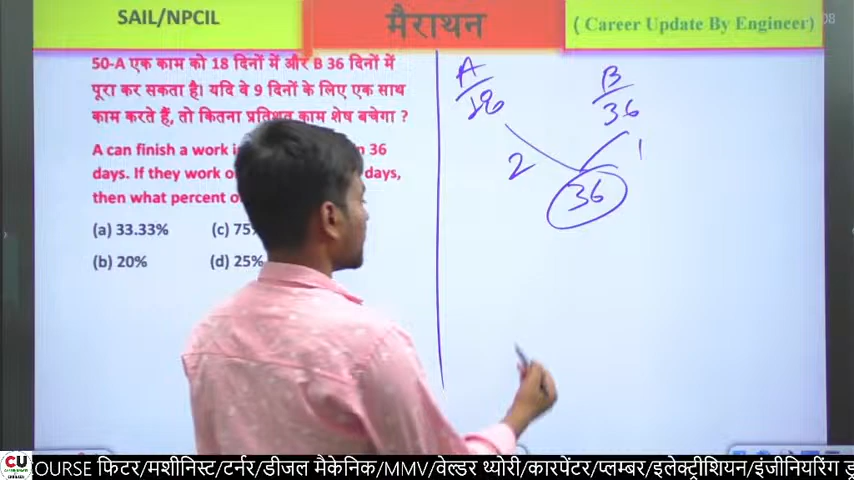 SAIL/NPCIL
मैराथन
( Career Update By Engineer)
08
50-A एक काम को 18 दिनों में और B 36 दिनों में
पूरा कर सकता है। यदि वे 9 दिनों के लिए एक साथ
काम करते हैं, तो कितना प्रतिशत काम शेष बचेगा ?
A can finish a work 36
days. If they work days,
then what percent
(a) 33.33% (c) 75%
(b) 20% (d) 25%
A B
18 36
2 1
36
CU
OURSE फिटर/मशीनिस्ट/टर्नर/डीजल मैकेनिक/MMV/वेल्डर थ्योरी/कारपेंटर/प्लम्बर/इलेक्ट्रीशियन/इंजीनियरिंग ड्र